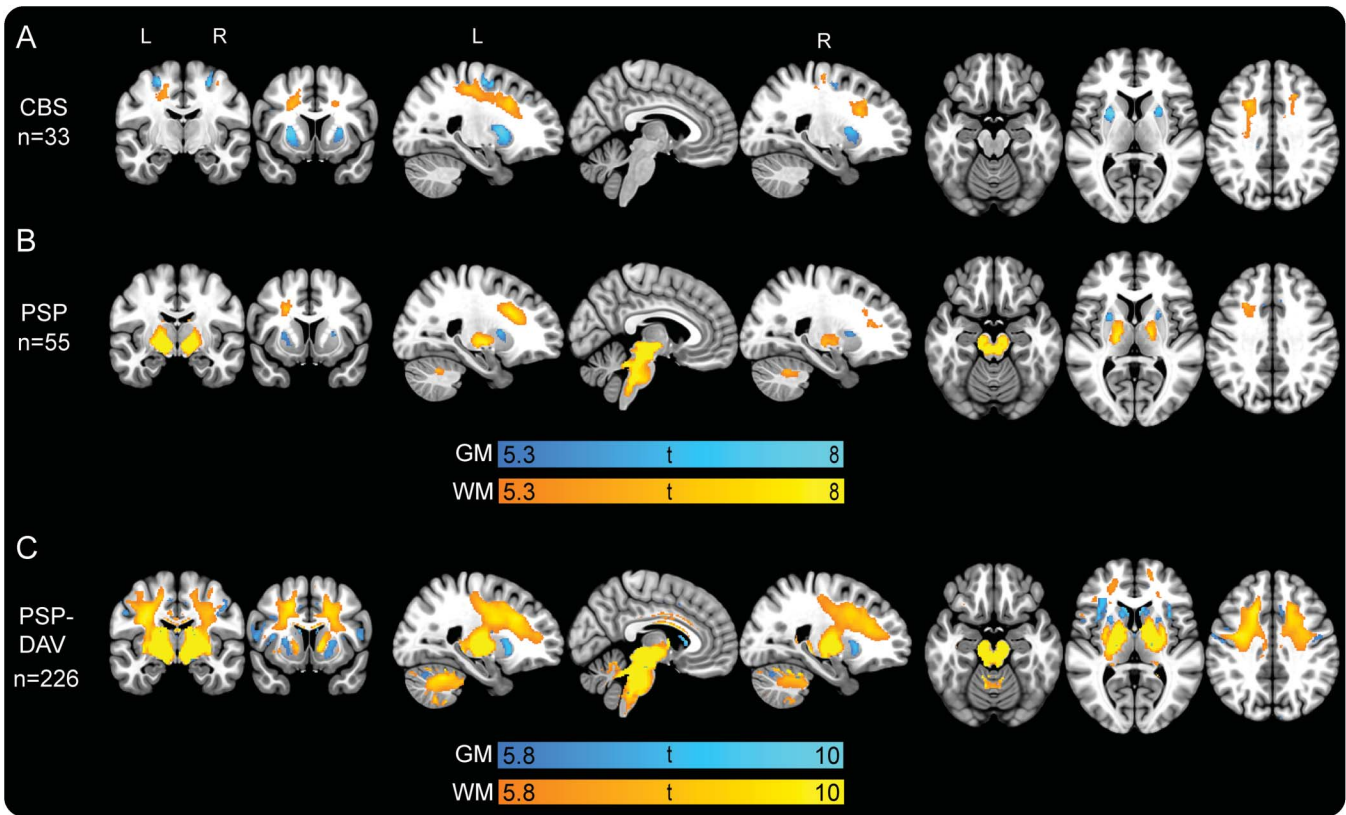 A
L R L R
CBS
n=33
B
PSP
n=55
GM 5.3 t 8
WM 5.3 t 8
C
PSP-
DAV
n=226
GM 5.8 t 10
WM 5.8 t 10